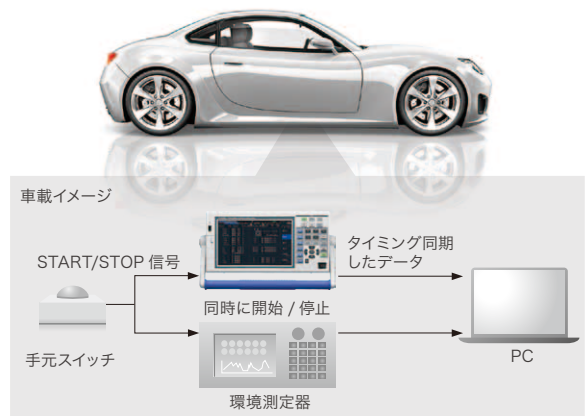 車載イメージ
START/STOP 信号
タイミング同期
したデータ
同時に開始 / 停止
手元スイッチ
PC
環境測定器